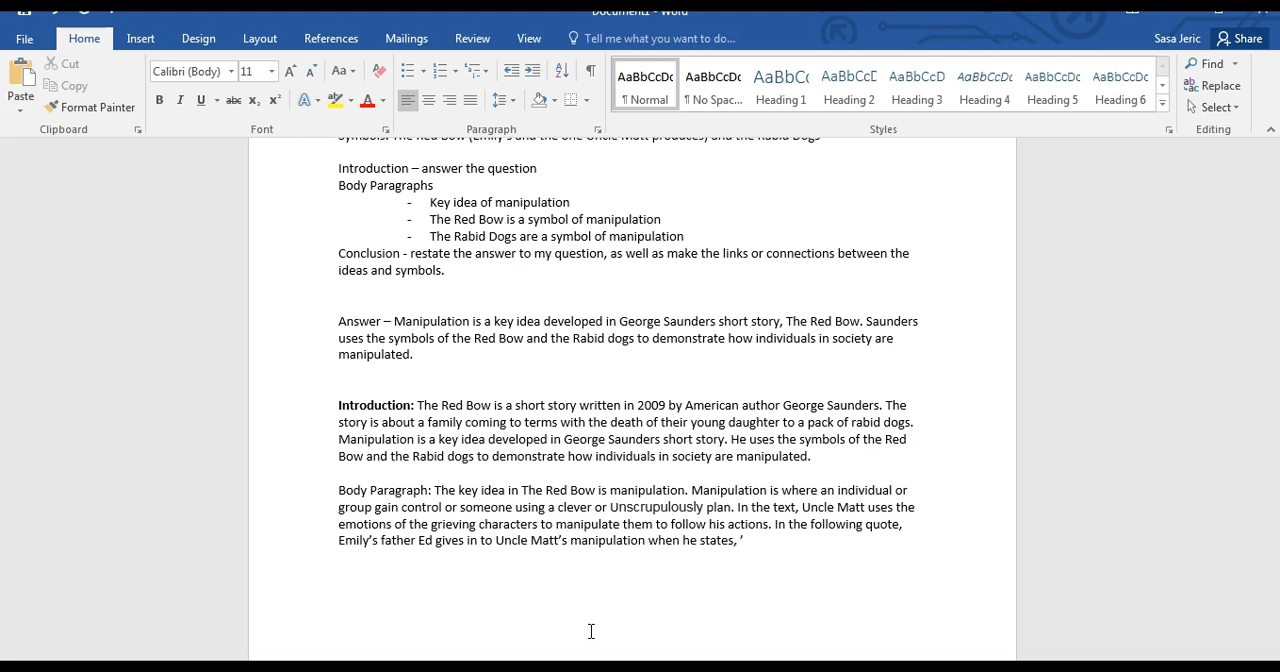 Document1 - Word
File Home Insert Design Layout References Mailings Review View Tell me what you want to do... Sasa Jeric Share
Paste Cut Calibri (Body) 11 Aa AaBbCcDc AaBbCcDc AaBbCc AaBbCcE AaBbCcD AaBbCcDc AaBbCcDc AaBbCcDc Find
Copy Replace
Format Painter B I U abc x₂ x² A A ¶ Normal ¶ No Spac... Heading 1 Heading 2 Heading 3 Heading 4 Heading 5 Heading 6 Select
Clipboard Font Paragraph Styles Editing
Symbols: The Red Bow (Emily's and the one Uncle Matt produces) and the Rabid Dogs
Introduction – answer the question
Body Paragraphs
- Key idea of manipulation
- The Red Bow is a symbol of manipulation
- The Rabid Dogs are a symbol of manipulation
Conclusion - restate the answer to my question, as well as make the links or connections between the
ideas and symbols.
Answer – Manipulation is a key idea developed in George Saunders short story, The Red Bow. Saunders
uses the symbols of the Red Bow and the Rabid dogs to demonstrate how individuals in society are
manipulated.
Introduction: The Red Bow is a short story written in 2009 by American author George Saunders. The
story is about a family coming to terms with the death of their young daughter to a pack of rabid dogs.
Manipulation is a key idea developed in George Saunders short story. He uses the symbols of the Red
Bow and the Rabid dogs to demonstrate how individuals in society are manipulated.
Body Paragraph: The key idea in The Red Bow is manipulation. Manipulation is where an individual or
group gain control or someone using a clever or Unscrupulously plan. In the text, Uncle Matt uses the
emotions of the grieving characters to manipulate them to follow his actions. In the following quote,
Emily's father Ed gives in to Uncle Matt's manipulation when he states, '